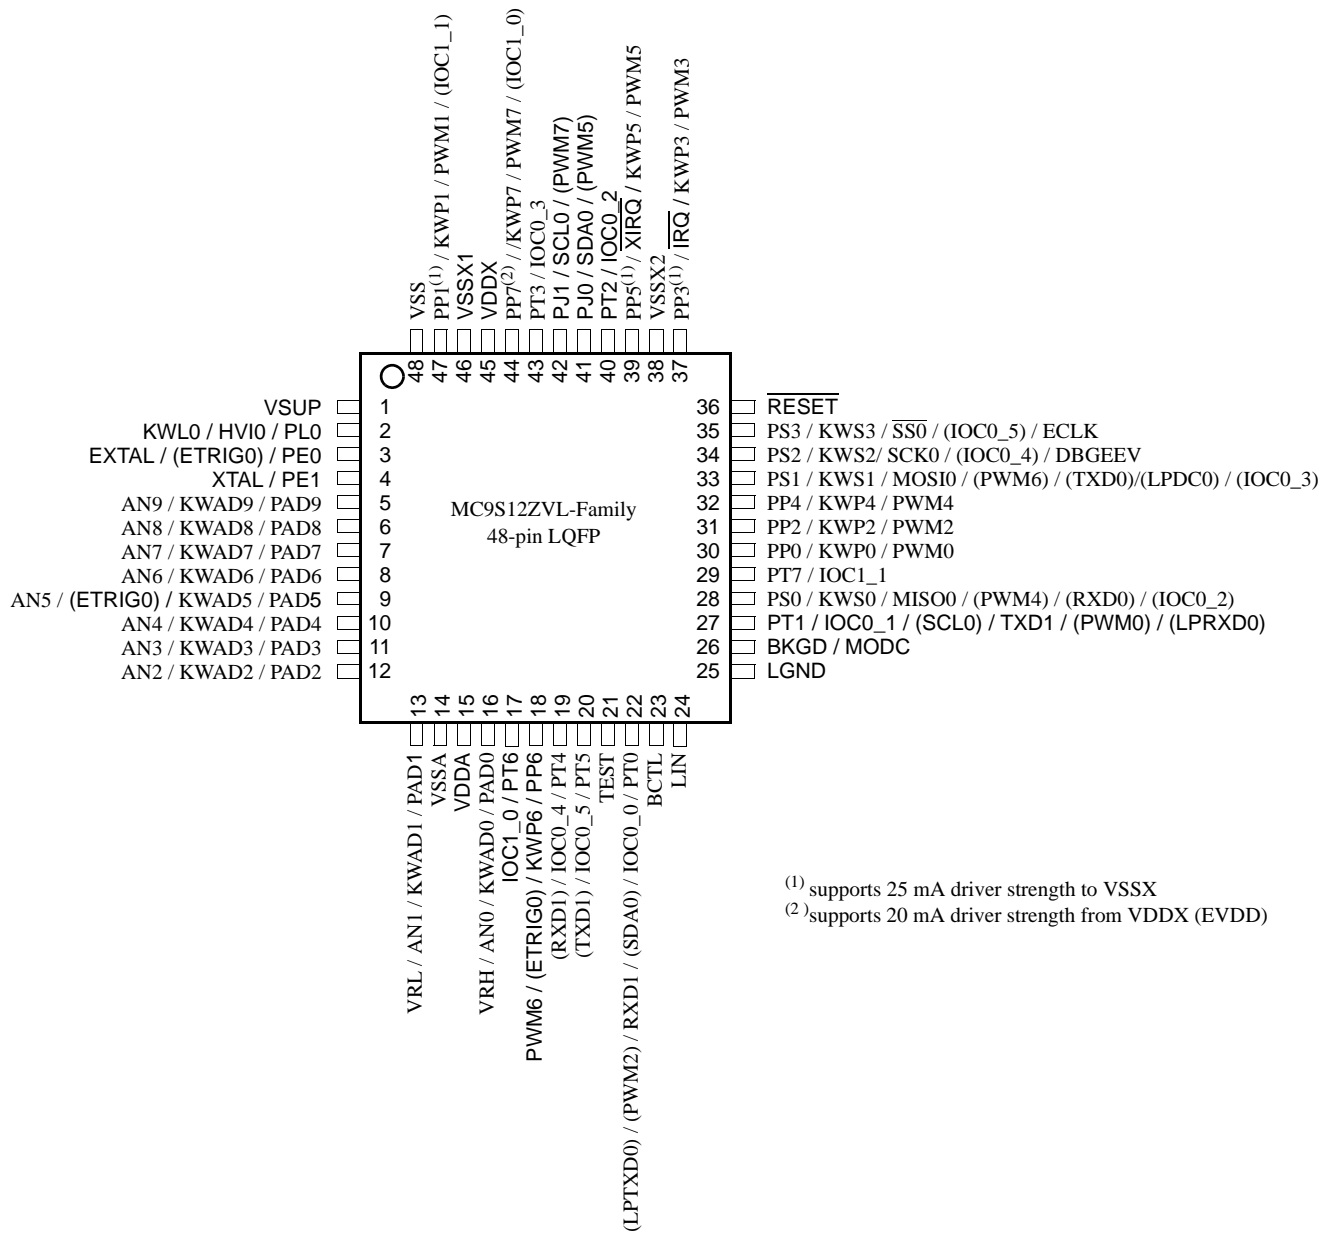 VSS
PP1(1) / KWP1 / PWM1 / (IOC1_1)
VSSX1
VDDX
PP7(2) / /KWP7 / PWM7 / (IOC1_0)
PT3 / IOC0_3
PJ1 / SCL0 / (PWM7)
PJ0 / SDA0 / (PWM5)
PT2 / IOC0_2
PP5(1) / XIRQ / KWP5 / PWM5
VSSX2
PP3(1) / IRQ / KWP3 / PWM3
48 47 46 45 44 43 42 41 40 39 38 37
VSUP 1
KWL0 / HVI0 / PL0 2
EXTAL / (ETRIG0) / PE0 3
XTAL / PE1 4
AN9 / KWAD9 / PAD9 5
AN8 / KWAD8 / PAD8 6
AN7 / KWAD7 / PAD7 7
AN6 / KWAD6 / PAD6 8
AN5 / (ETRIG0) / KWAD5 / PAD5 9
AN4 / KWAD4 / PAD4 10
AN3 / KWAD3 / PAD3 11
AN2 / KWAD2 / PAD2 12
MC9S12ZVL-Family
48-pin LQFP
36 RESET
35 PS3 / KWS3 / SS0 / (IOC0_5) / ECLK
34 PS2 / KWS2/ SCK0 / (IOC0_4) / DBGEEV
33 PS1 / KWS1 / MOSI0 / (PWM6) / (TXD0)/(LPDC0) / (IOC0_3)
32 PP4 / KWP4 / PWM4
31 PP2 / KWP2 / PWM2
30 PP0 / KWP0 / PWM0
29 PT7 / IOC1_1
28 PS0 / KWS0 / MISO0 / (PWM4) / (RXD0) / (IOC0_2)
27 PT1 / IOC0_1 / (SCL0) / TXD1 / (PWM0) / (LPRXD0)
26 BKGD / MODC
25 LGND
13 14 15 16 17 18 19 20 21 22 23 24
VRL / AN1 / KWAD1 / PAD1
VSSA
VDDA
VRH / AN0 / KWAD0 / PAD0
IOC1_0 / PT6
PWM6 / (ETRIG0) / KWP6 / PP6
(RXD1) / IOC0_4 / PT4
(TXD1) / IOC0_5 / PT5
TEST
(LPTXD0) / (PWM2) / RXD1 / (SDA0) / IOC0_0 / PT0
BCTL
LIN
(1) supports 25 mA driver strength to VSSX
(2 )supports 20 mA driver strength from VDDX (EVDD)